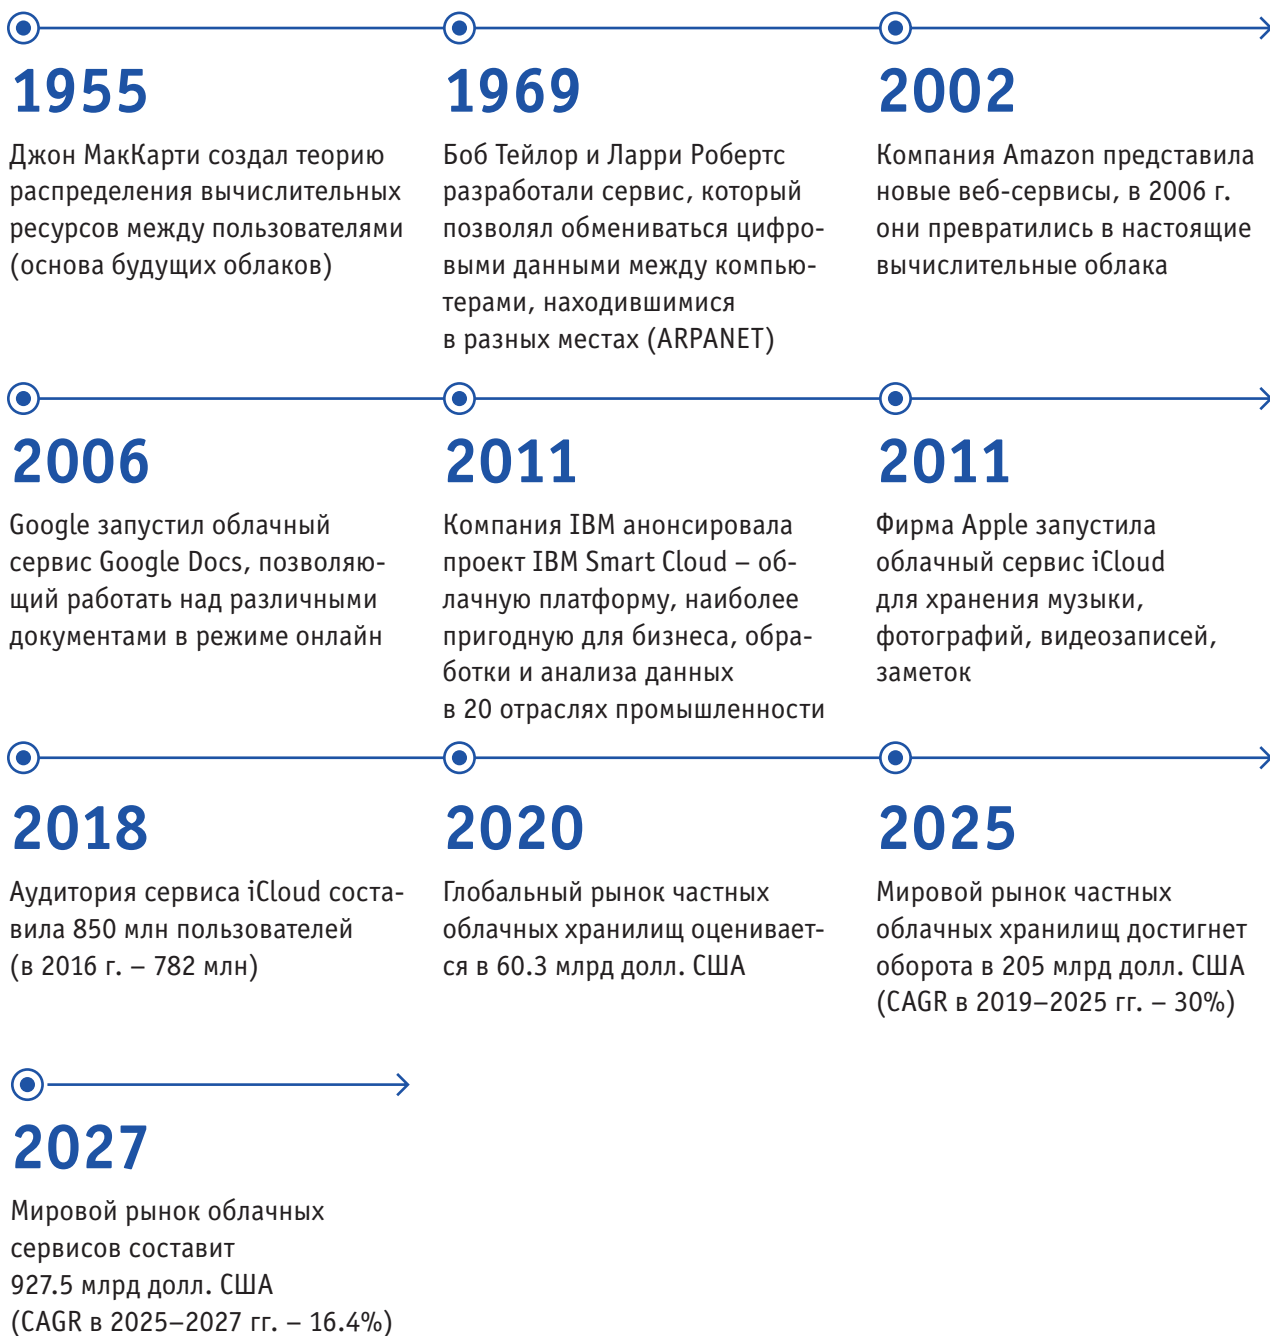 1955
Джон МакКарти создал теорию
распределения вычислительных
ресурсов между пользователями
(основа будущих облаков)
1969
Боб Тейлор и Ларри Робертс
разработали сервис, который
позволял обмениваться цифро-
выми данными между компью-
терами, находившимися
в разных местах (ARPANET)
2002
Компания Amazon представила
новые веб-сервисы, в 2006 г.
они превратились в настоящие
вычислительные облака
2006
Google запустил облачный
сервис Google Docs, позволяю-
щий работать над различными
документами в режиме онлайн
2011
Компания IBM анонсировала
проект IBM Smart Cloud – об-
лачную платформу, наиболее
пригодную для бизнеса, обра-
ботки и анализа данных
в 20 отраслях промышленности
2011
Фирма Apple запустила
облачный сервис iCloud
для хранения музыки,
фотографий, видеозаписей,
заметок
2018
Аудитория сервиса iCloud соста-
вила 850 млн пользователей
(в 2016 г. – 782 млн)
2020
Глобальный рынок частных
облачных хранилищ оценивает-
ся в 60.3 млрд долл. США
2025
Мировой рынок частных
облачных хранилищ достигнет
оборота в 205 млрд долл. США
(CAGR в 2019–2025 гг. – 30%)
2027
Мировой рынок облачных
сервисов составит
927.5 млрд долл. США
(CAGR в 2025–2027 гг. – 16.4%)